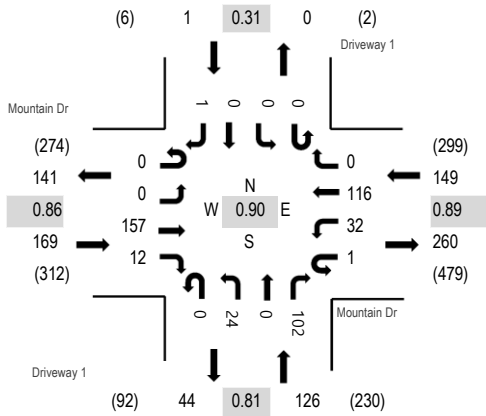 (6) 1 0.31 0 (2)
Driveway 1
1 0 0 0
Mountain Dr
(274) (299)
0 0
141 149
0 N 116
0.86 W 0.90 E 0.89
157 32
169 S 260
12 1
(312) (479)
0 24 0 102
Mountain Dr
Driveway 1
(92) 44 0.81 126 (230)